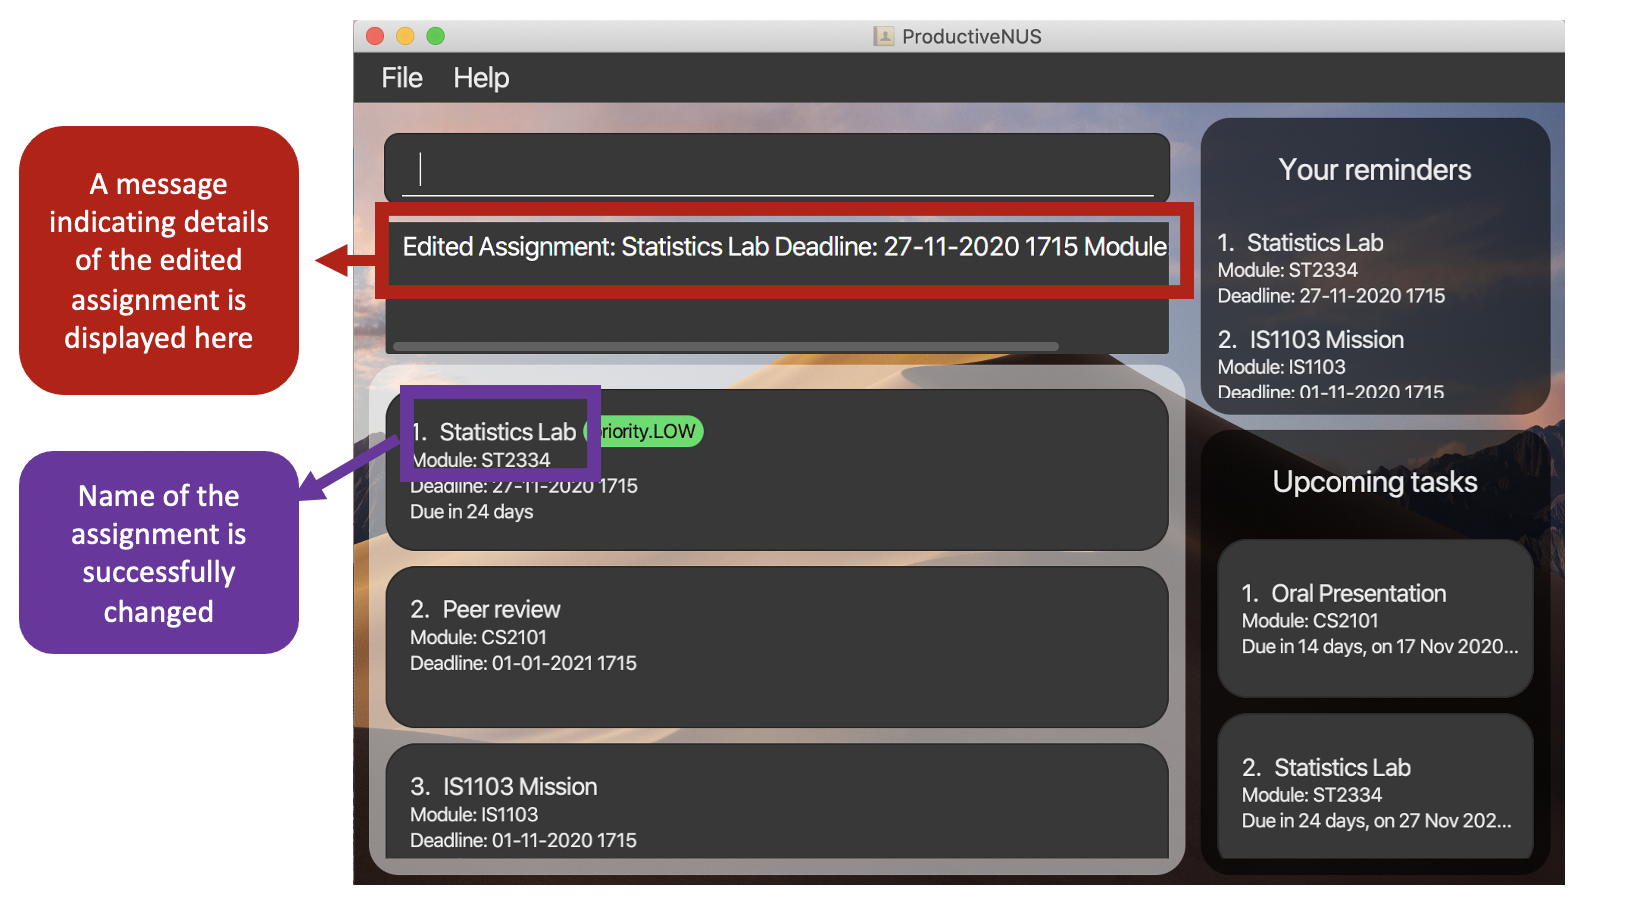 ProductiveNUS
File Help
A message
indicating details
of the edited
assignment is
displayed here
Name of the
assignment is
successfully
changed
Edited Assignment: Statistics Lab Deadline: 27-11-2020 1715 Module:
1. Statistics Lab priority.LOW
Module: ST2334
Deadline: 27-11-2020 1715
Due in 24 days
2. Peer review
Module: CS2101
Deadline: 01-01-2021 1715
3. IS1103 Mission
Module: IS1103
Deadline: 01-11-2020 1715
Your reminders
1. Statistics Lab
Module: ST2334
Deadline: 27-11-2020 1715
2. IS1103 Mission
Module: IS1103
Deadline: 01-11-2020 1715
Upcoming tasks
1. Oral Presentation
Module: CS2101
Due in 14 days, on 17 Nov 2020...
2. Statistics Lab
Module: ST2334
Due in 24 days, on 27 Nov 202...